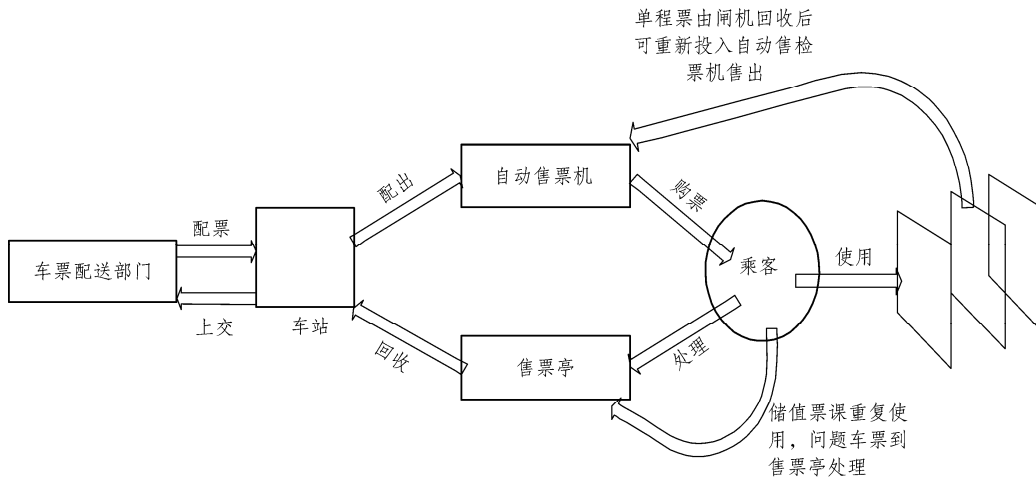 单程票由闸机回收后
可重新投入自动售检
票机售出
自动售票机
配出
购票
配票
车票配送部门
乘客
使用
上交
车站
回收
售票亭
处理
储值票课重复使
用，问题车票到
售票亭处理